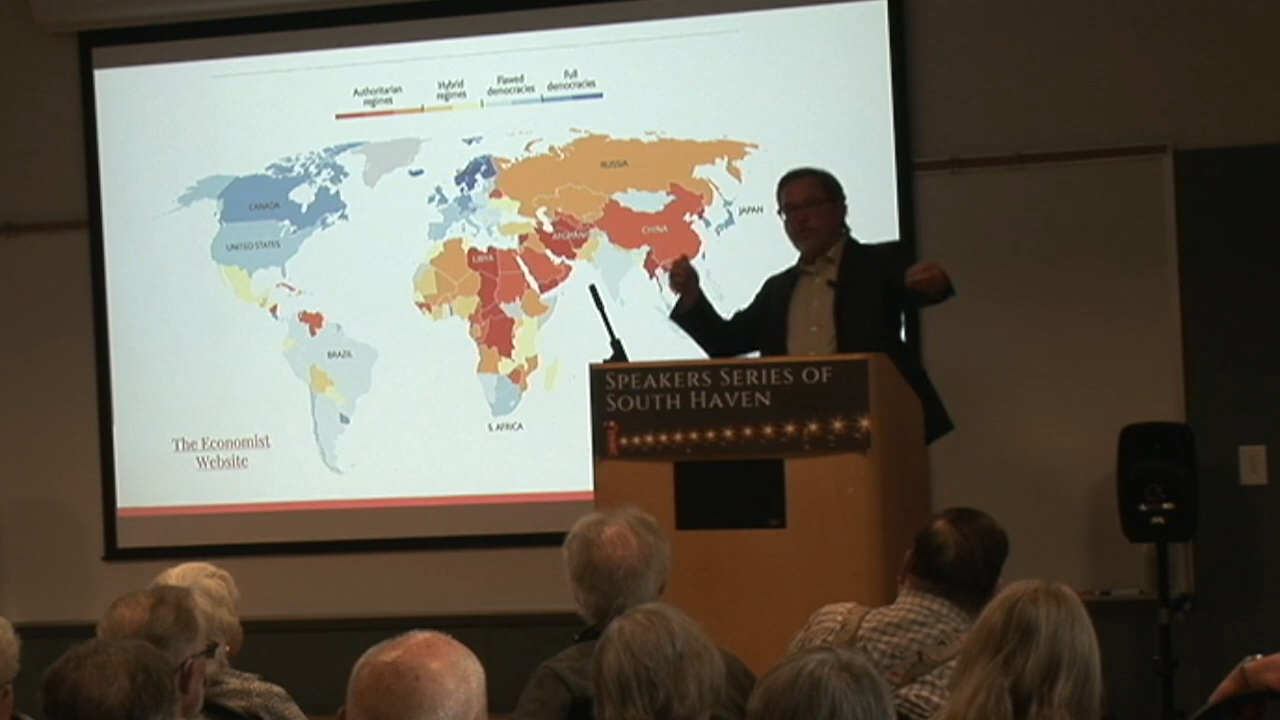 Authoritarian
regimes
Hybrid
regimes
Flawed
democracies
Full
democracies
CANADA
RUSSIA
UNITED STATES
JAPAN
CHINA
LIBYA
BRAZIL
S. AFRICA
The Economist
Website
SPEAKERS SERIES OF
SOUTH HAVEN